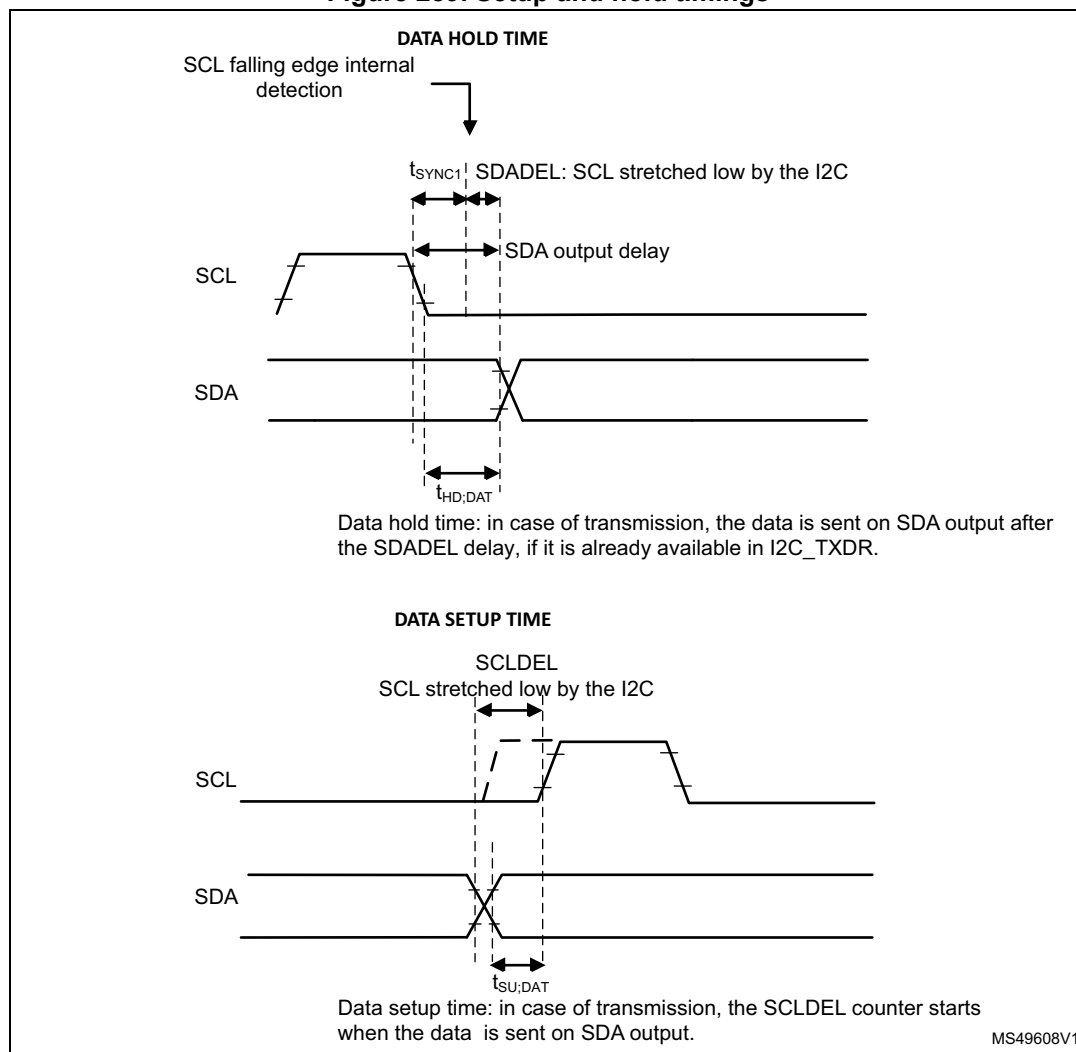 DATA HOLD TIME
SCL falling edge internal
detection
tSYNC1
SDADEL: SCL stretched low by the I2C
SDA output delay
SCL
SDA
tHD;DAT
Data hold time: in case of transmission, the data is sent on SDA output after
the SDADEL delay, if it is already available in I2C_TXDR.
DATA SETUP TIME
SCLDEL
SCL stretched low by the I2C
SCL
SDA
tSU;DAT
Data setup time: in case of transmission, the SCLDEL counter starts
when the data is sent on SDA output.
MS49608V1